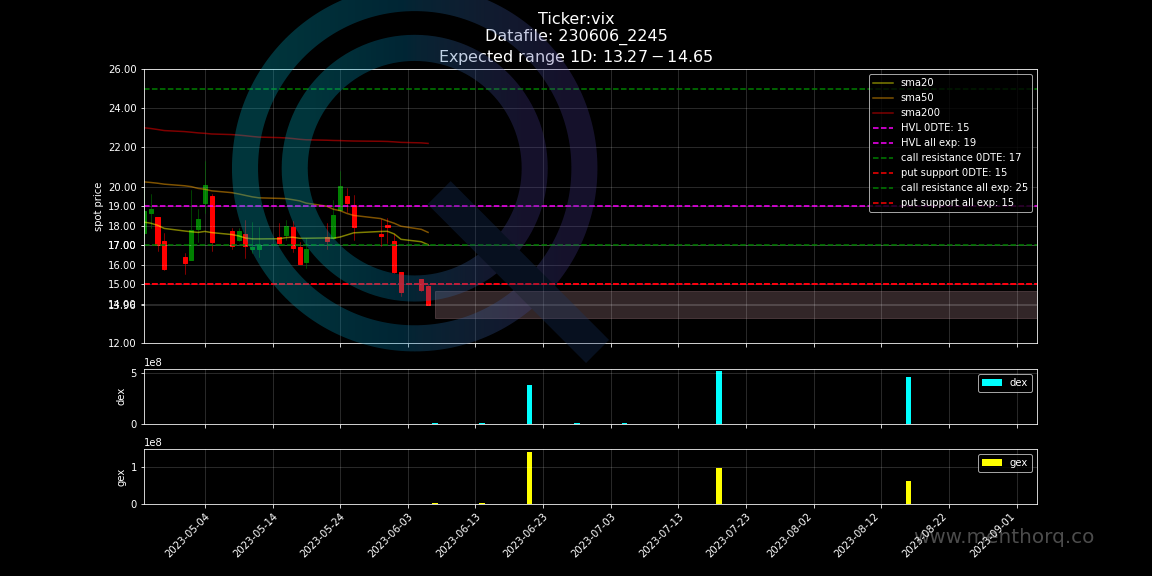 Ticker:vix
Datafile: 230606_2245
Expected range 1D: 13.27 − 14.65
26.00
24.00
22.00
20.00
19.00
18.00
17.00
16.00
15.00
12.00
spot price
sma20
sma50
sma200
HVL 0DTE: 15
HVL all exp: 19
call resistance 0DTE: 17
put support 0DTE: 15
call resistance all exp: 25
put support all exp: 15
1e8
5
0
dex
dex
1e8
1
0
gex
gex
2023-05-04
2023-05-14
2023-05-24
2023-06-03
2023-06-13
2023-06-23
2023-07-03
2023-07-13
2023-07-23
2023-08-02
2023-08-12
2023-08-22
2023-09-01
www.menthorq.co